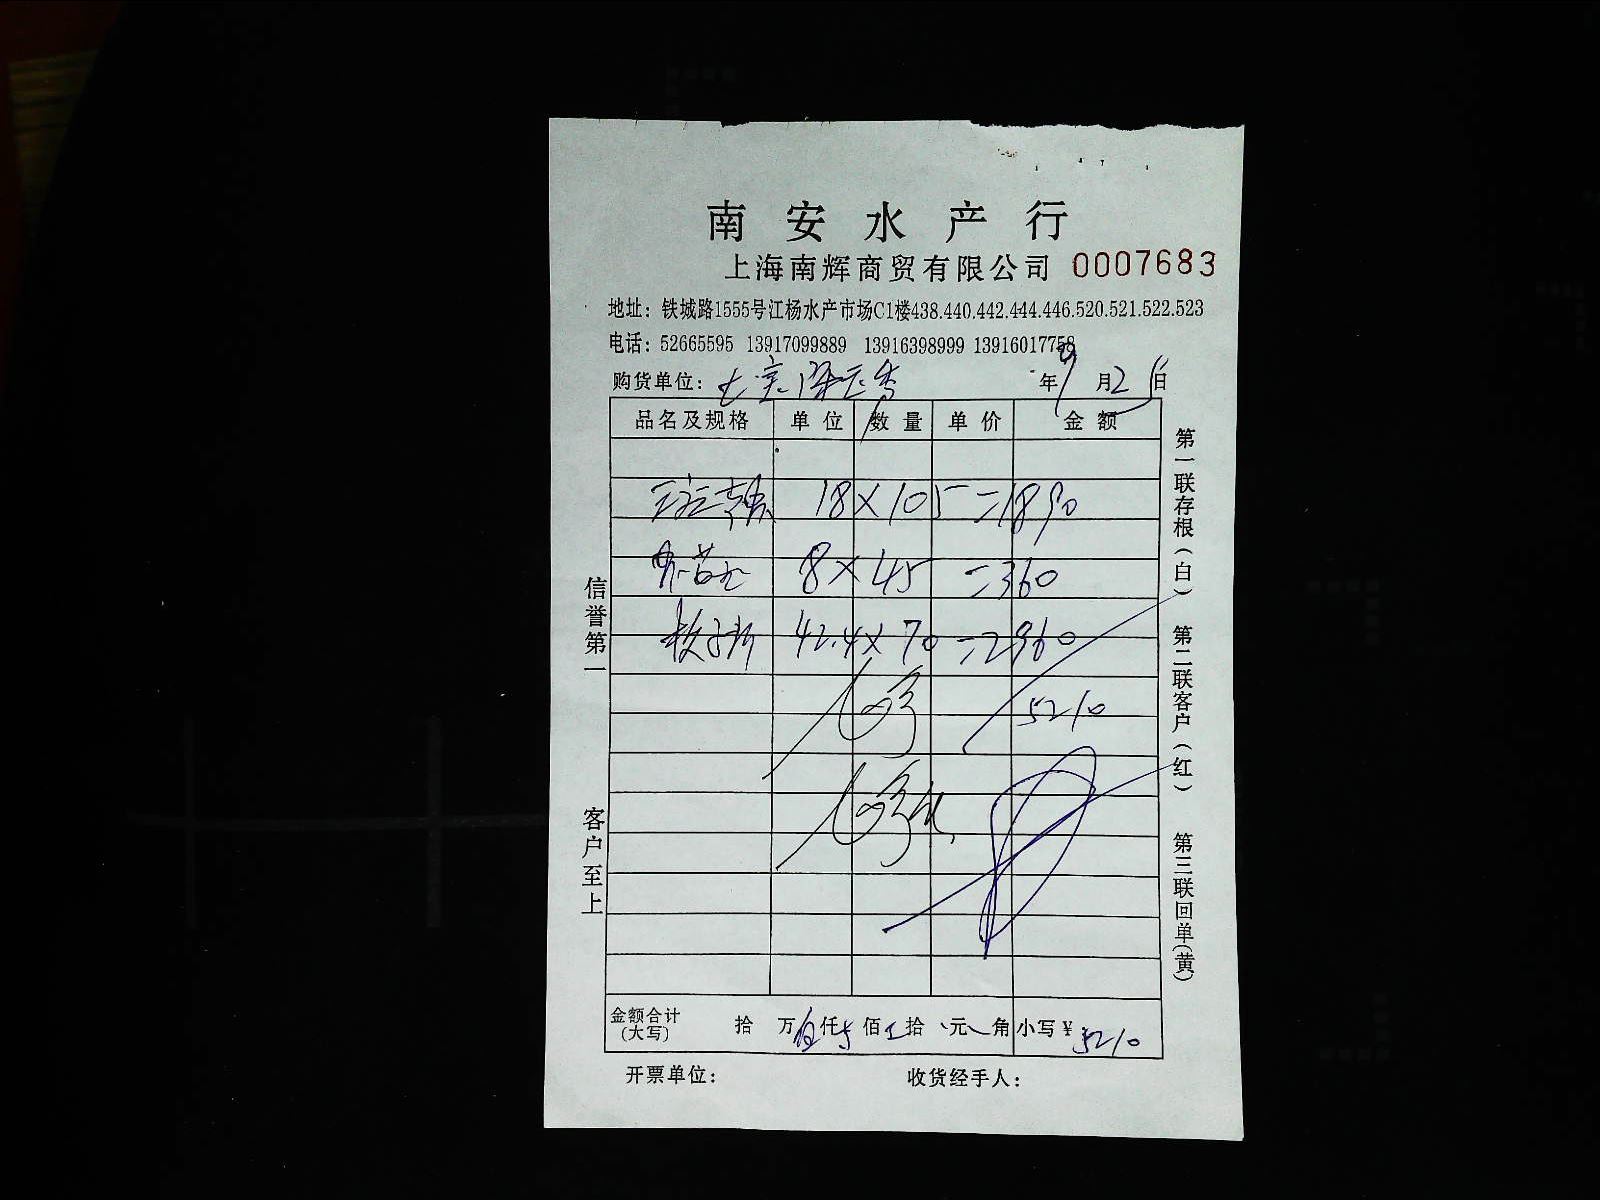 南安水产行
上海南辉商贸有限公司 0007683
地址：铁城路1555号江杨水产市场C1楼438.440.442.444.446.520.521.522.523
电话：52665595 13917099889 13916398999 13916017758
购货单位： 年9月25日
品名及规格 单位 数量 单价 金额
18×105=1890
8×45=360
42.4×70=2960
5210
信誉第一
客户至上
第一联存根(白)
第二联客户(红)
第三联回单(黄)
金额合计(大写) 拾 万伍仟 佰 拾 元 角 小写¥5210
开票单位： 收货经手人：